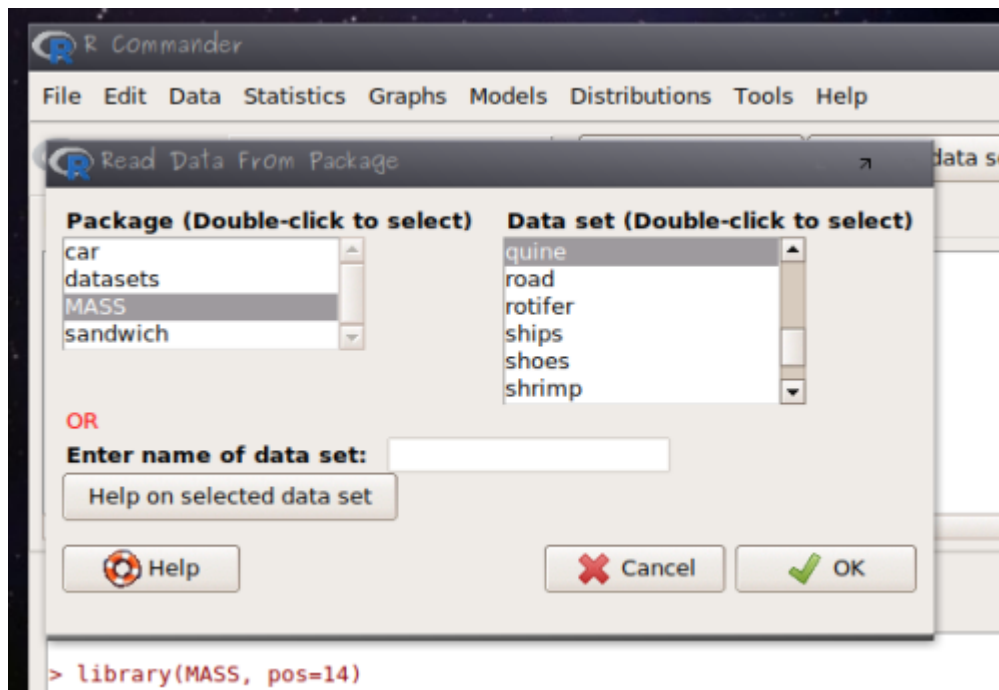 R Commander
File Edit Data Statistics Graphs Models Distributions Tools Help
Read Data From Package
data s
Package (Double-click to select)
car
datasets
MASS
sandwich
Data set (Double-click to select)
quine
road
rotifer
ships
shoes
shrimp
OR
Enter name of data set:
Help on selected data set
Help
Cancel
OK
> library(MASS, pos=14)